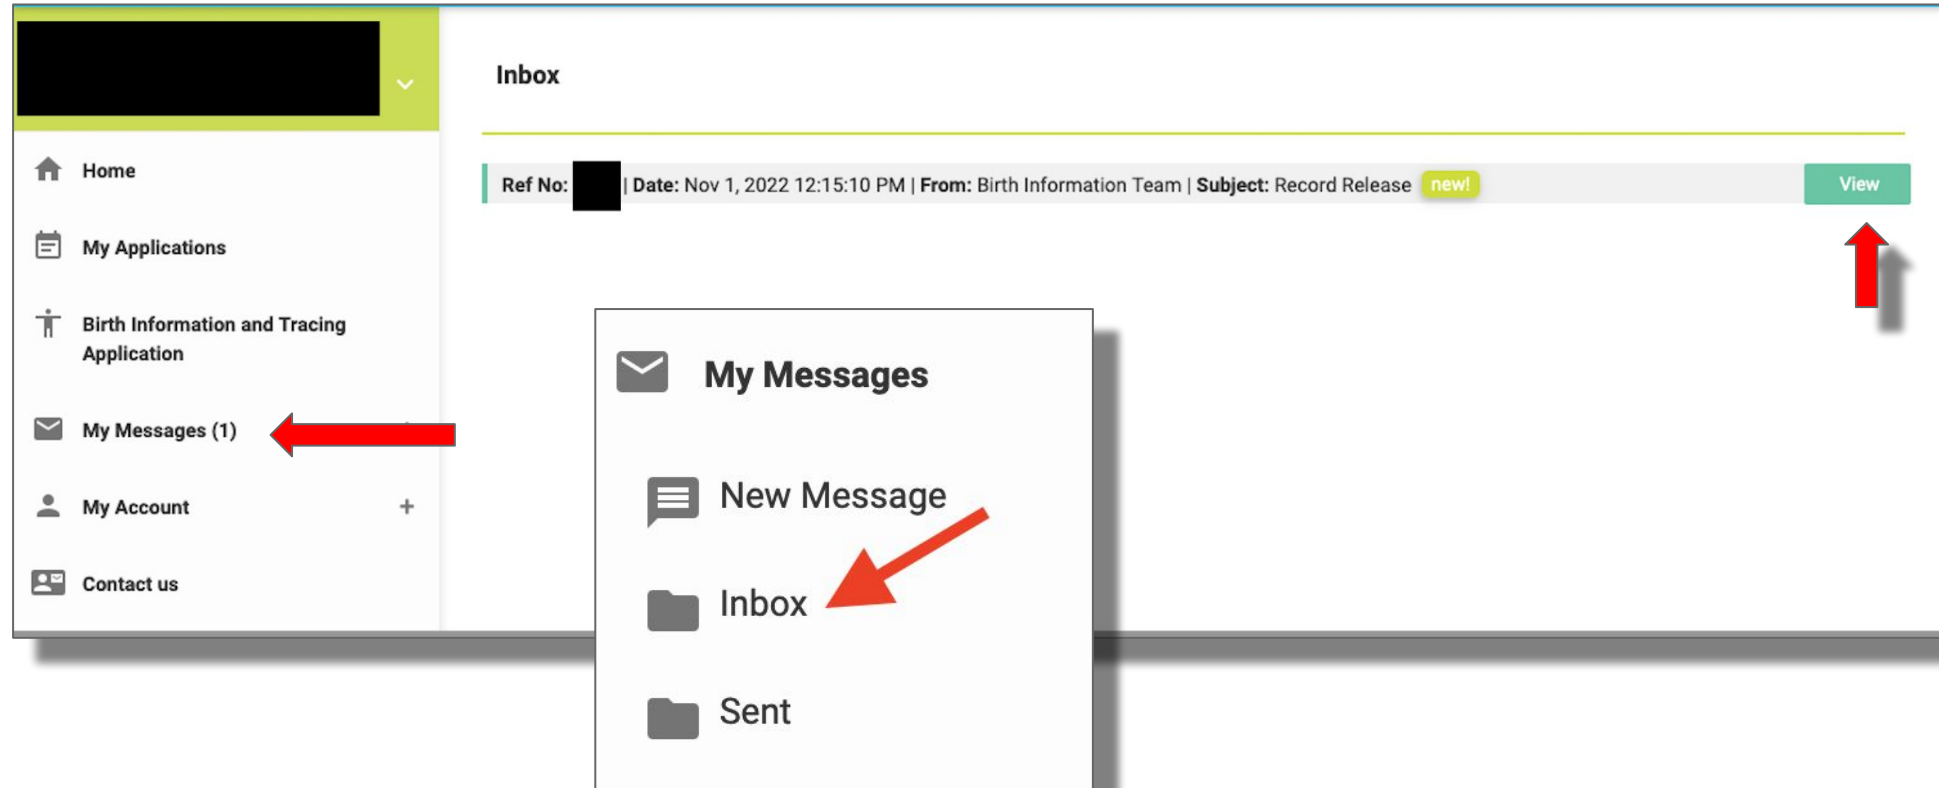 Inbox
Ref No: | Date: Nov 1, 2022 12:15:10 PM | From: Birth Information Team | Subject: Record Release new!
View
Home
My Applications
Birth Information and Tracing
Application
My Messages (1)
My Account +
Contact us
My Messages
New Message
Inbox
Sent